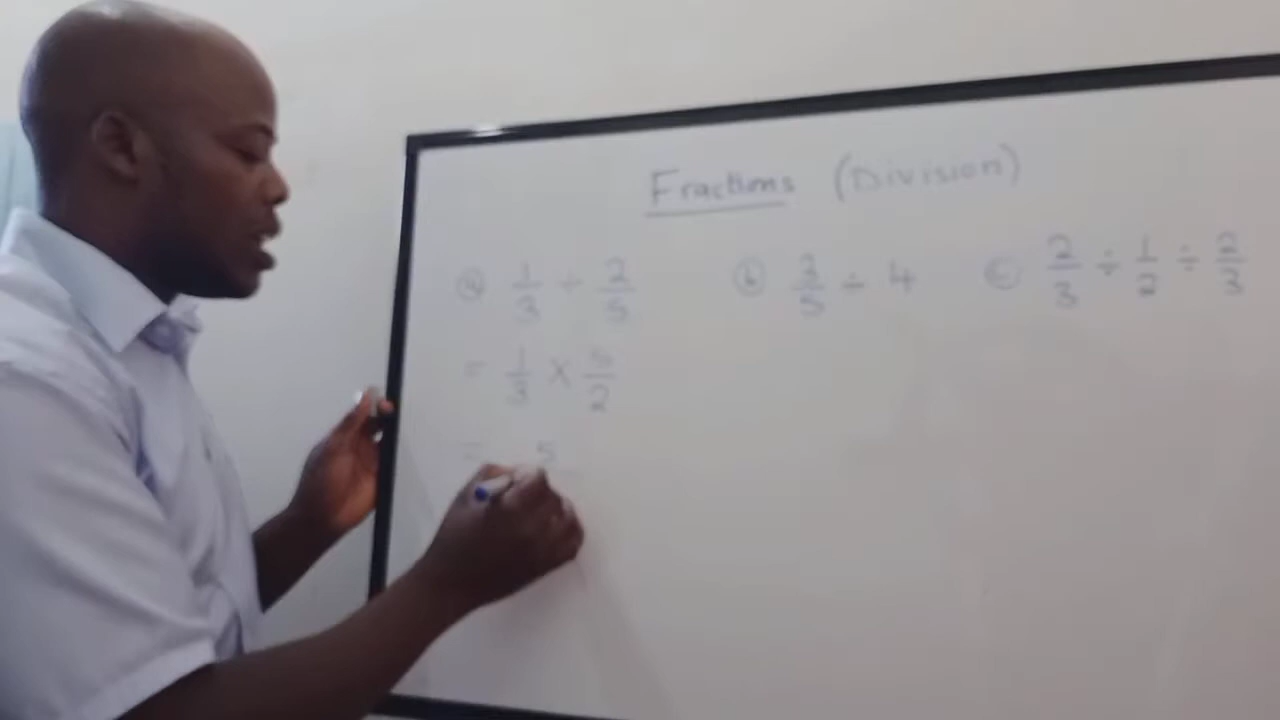 Fractions (Division)
(a) 1/3 ÷ 2/5 (b) 3/5 ÷ 4 (c) 2/3 ÷ 1/2 ÷ 2/3
= 1/3 × 5/2
= 5